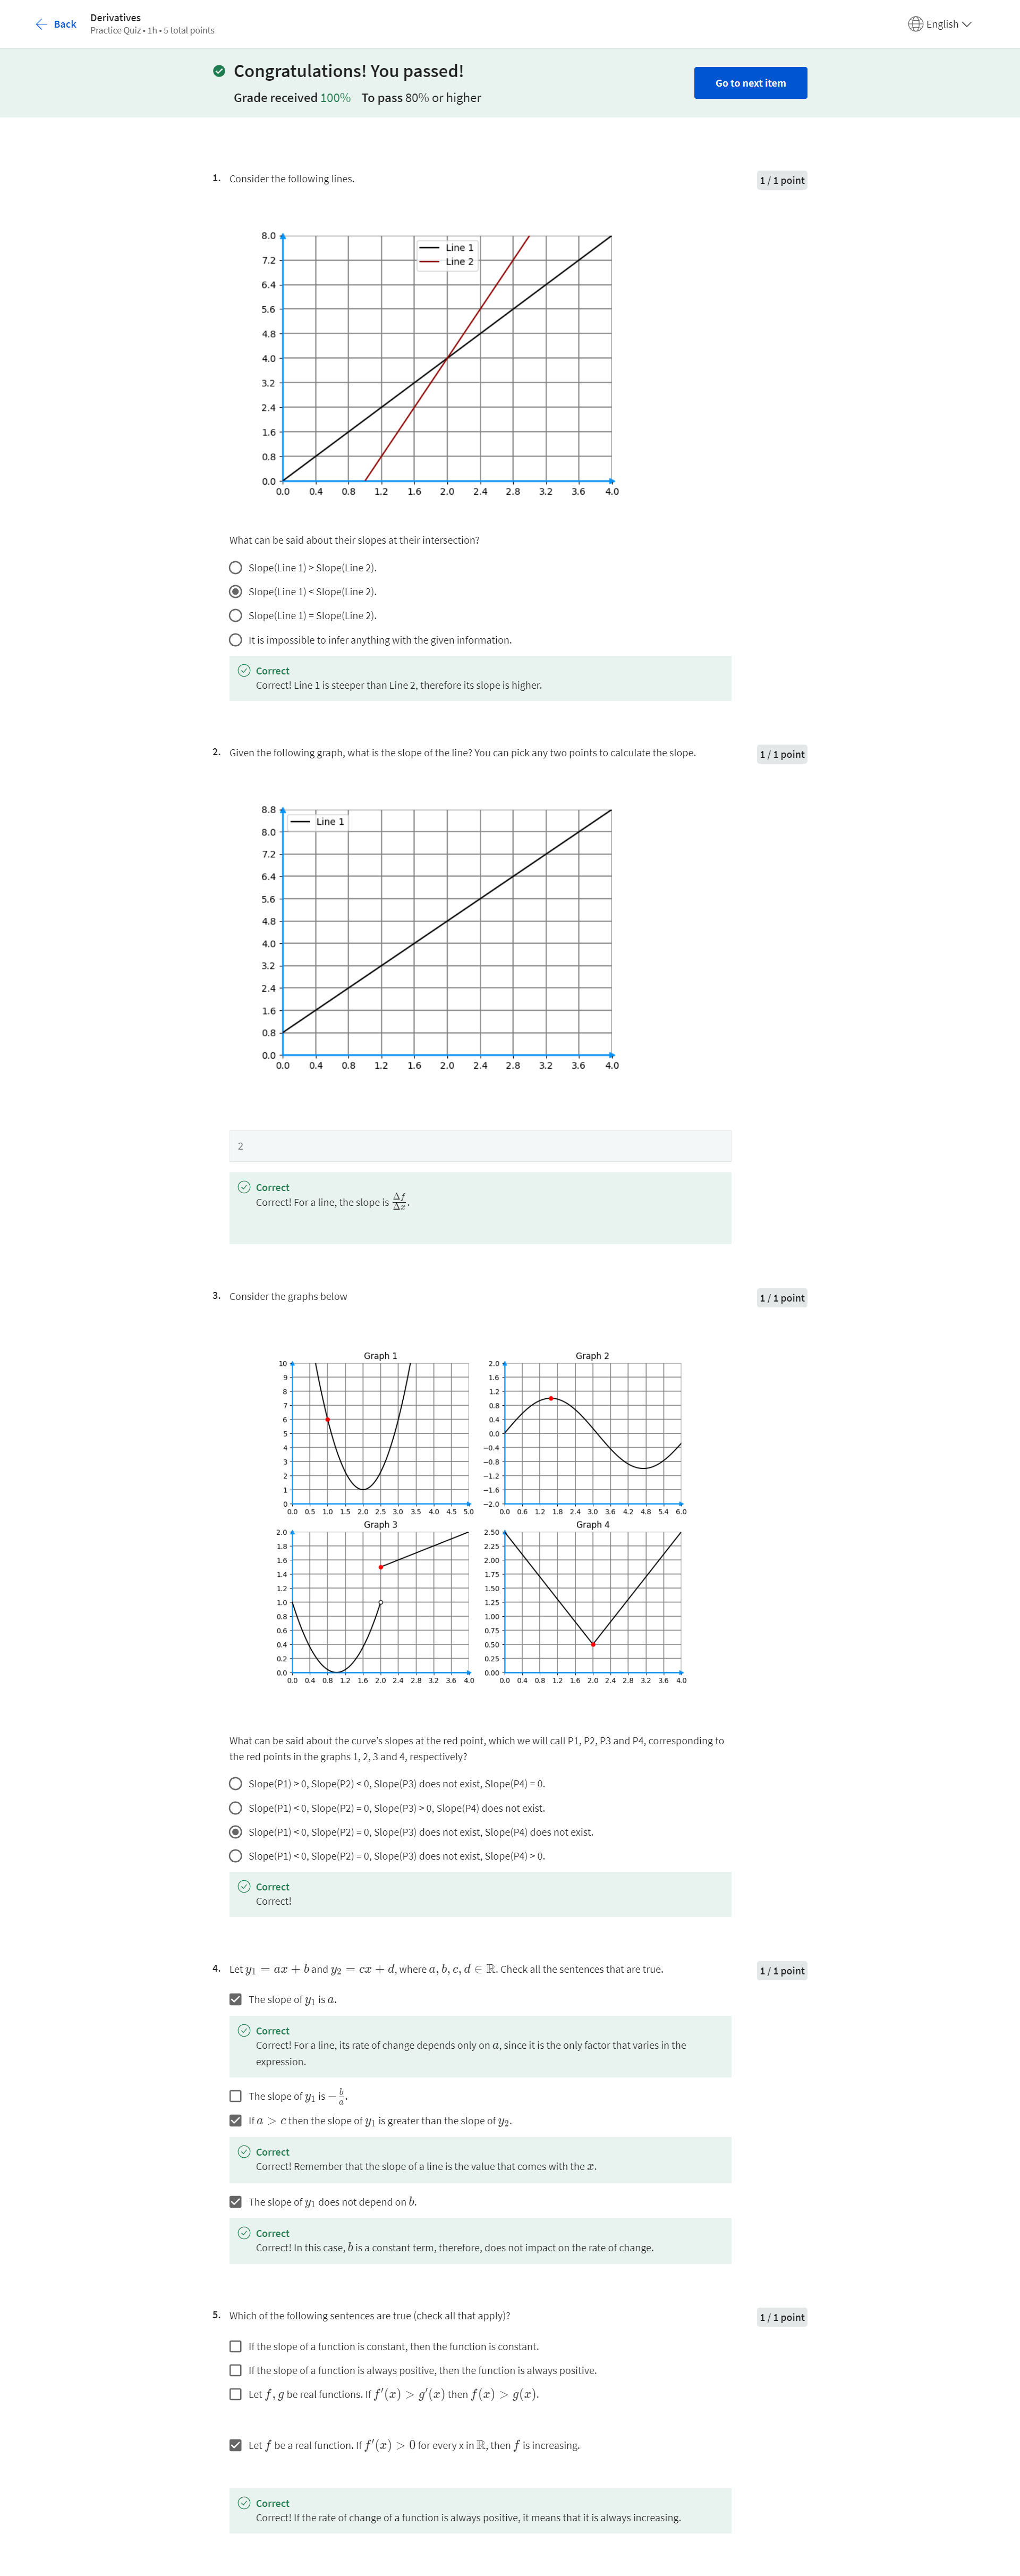 Back
Derivatives
Practice Quiz • 1h • 5 total points
English
Congratulations! You passed!
Grade received 100% To pass 80% or higher
Go to next item
1. Consider the following lines.
1 / 1 point
Line 1
Line 2
8.0
7.2
6.4
5.6
4.8
4.0
3.2
2.4
1.6
0.8
0.0
0.0 0.4 0.8 1.2 1.6 2.0 2.4 2.8 3.2 3.6 4.0
What can be said about their slopes at their intersection?
Slope(Line 1) > Slope(Line 2).
Slope(Line 1) < Slope(Line 2).
Slope(Line 1) = Slope(Line 2).
It is impossible to infer anything with the given information.
Correct
Correct! Line 1 is steeper than Line 2, therefore its slope is higher.
2. Given the following graph, what is the slope of the line? You can pick any two points to calculate the slope.
1 / 1 point
Line 1
8.8
8.0
7.2
6.4
5.6
4.8
4.0
3.2
2.4
1.6
0.8
0.0
0.0 0.4 0.8 1.2 1.6 2.0 2.4 2.8 3.2 3.6 4.0
2
Correct
Correct! For a line, the slope is Δf/Δx.
3. Consider the graphs below
1 / 1 point
Graph 1
10
9
8
7
6
5
4
3
2
1
0
0.0 0.5 1.0 1.5 2.0 2.5 3.0 3.5 4.0 4.5 5.0
Graph 2
2.0
1.6
1.2
0.8
0.4
0.0
−0.4
−0.8
−1.2
−1.6
−2.0
0.0 0.6 1.2 1.8 2.4 3.0 3.6 4.2 4.8 5.4 6.0
Graph 3
2.0
1.8
1.6
1.4
1.2
1.0
0.8
0.6
0.4
0.2
0.0
0.0 0.4 0.8 1.2 1.6 2.0 2.4 2.8 3.2 3.6 4.0
Graph 4
2.50
2.25
2.00
1.75
1.50
1.25
1.00
0.75
0.50
0.25
0.00
0.0 0.4 0.8 1.2 1.6 2.0 2.4 2.8 3.2 3.6 4.0
What can be said about the curve's slopes at the red point, which we will call P1, P2, P3 and P4, corresponding to
the red points in the graphs 1, 2, 3 and 4, respectively?
Slope(P1) > 0, Slope(P2) < 0, Slope(P3) does not exist, Slope(P4) = 0.
Slope(P1) < 0, Slope(P2) = 0, Slope(P3) > 0, Slope(P4) does not exist.
Slope(P1) < 0, Slope(P2) = 0, Slope(P3) does not exist, Slope(P4) does not exist.
Slope(P1) < 0, Slope(P2) = 0, Slope(P3) does not exist, Slope(P4) > 0.
Correct
Correct!
4. Let y₁ = ax + b and y₂ = cx + d, where a, b, c, d ∈ ℝ. Check all the sentences that are true.
1 / 1 point
The slope of y₁ is a.
Correct
Correct! For a line, its rate of change depends only on a, since it is the only factor that varies in the
expression.
The slope of y₁ is −b/a.
If a > c then the slope of y₁ is greater than the slope of y₂.
Correct
Correct! Remember that the slope of a line is the value that comes with the x.
The slope of y₁ does not depend on b.
Correct
Correct! In this case, b is a constant term, therefore, does not impact on the rate of change.
5. Which of the following sentences are true (check all that apply)?
1 / 1 point
If the slope of a function is constant, then the function is constant.
If the slope of a function is always positive, then the function is always positive.
Let f, g be real functions. If f′(x) > g′(x) then f(x) > g(x).
Let f be a real function. If f′(x) > 0 for every x in ℝ, then f is increasing.
Correct
Correct! If the rate of change of a function is always positive, it means that it is always increasing.